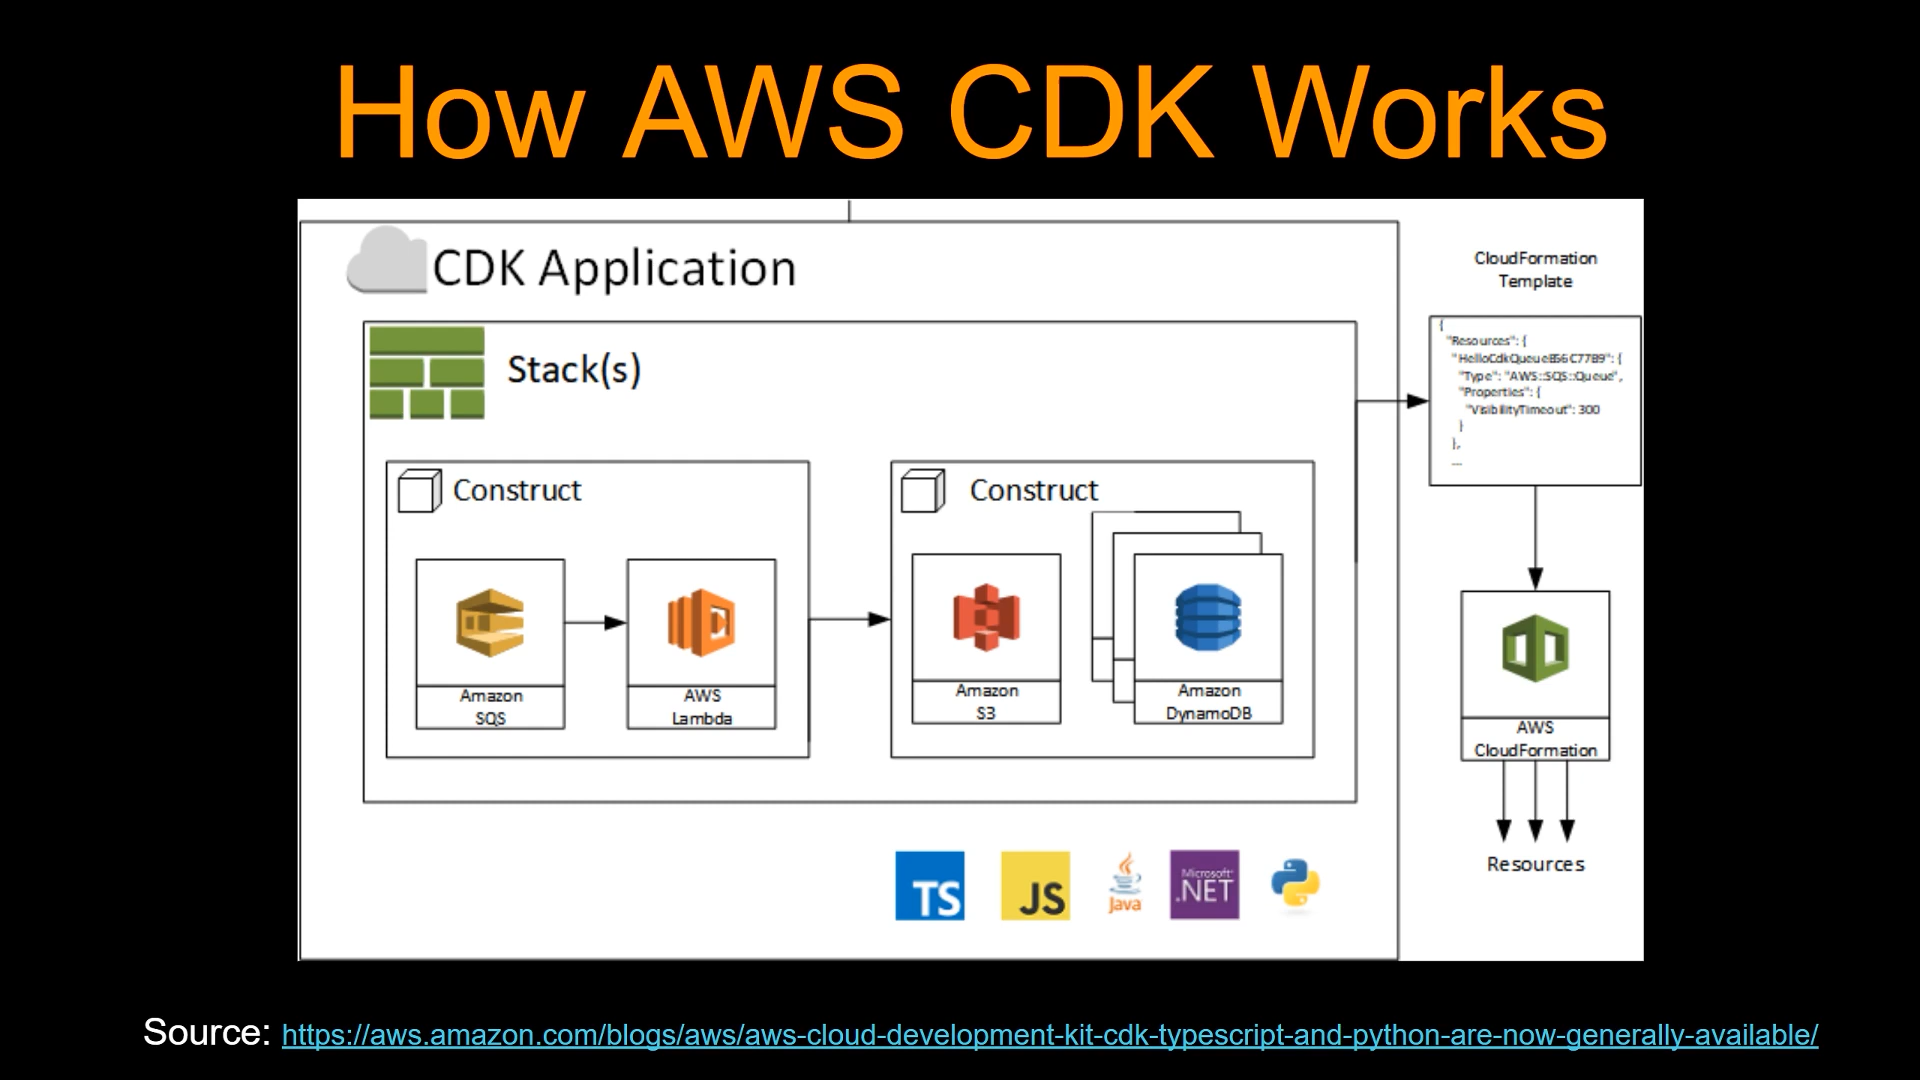 How AWS CDK Works
CDK Application
Stack(s)
Construct
Amazon
SQS
AWS
Lambda
Construct
Amazon
S3
Amazon
DynamoDB
TS
JS
Java
Microsoft
.NET
CloudFormation
Template
{
"Resources": {
"HelloCdkQueueB56C77B9": {
"Type": "AWS::SQS::Queue",
"Properties": {
"VisibilityTimeout": 300
}
},
...
AWS
CloudFormation
Resources
Source: https://aws.amazon.com/blogs/aws/aws-cloud-development-kit-cdk-typescript-and-python-are-now-generally-available/